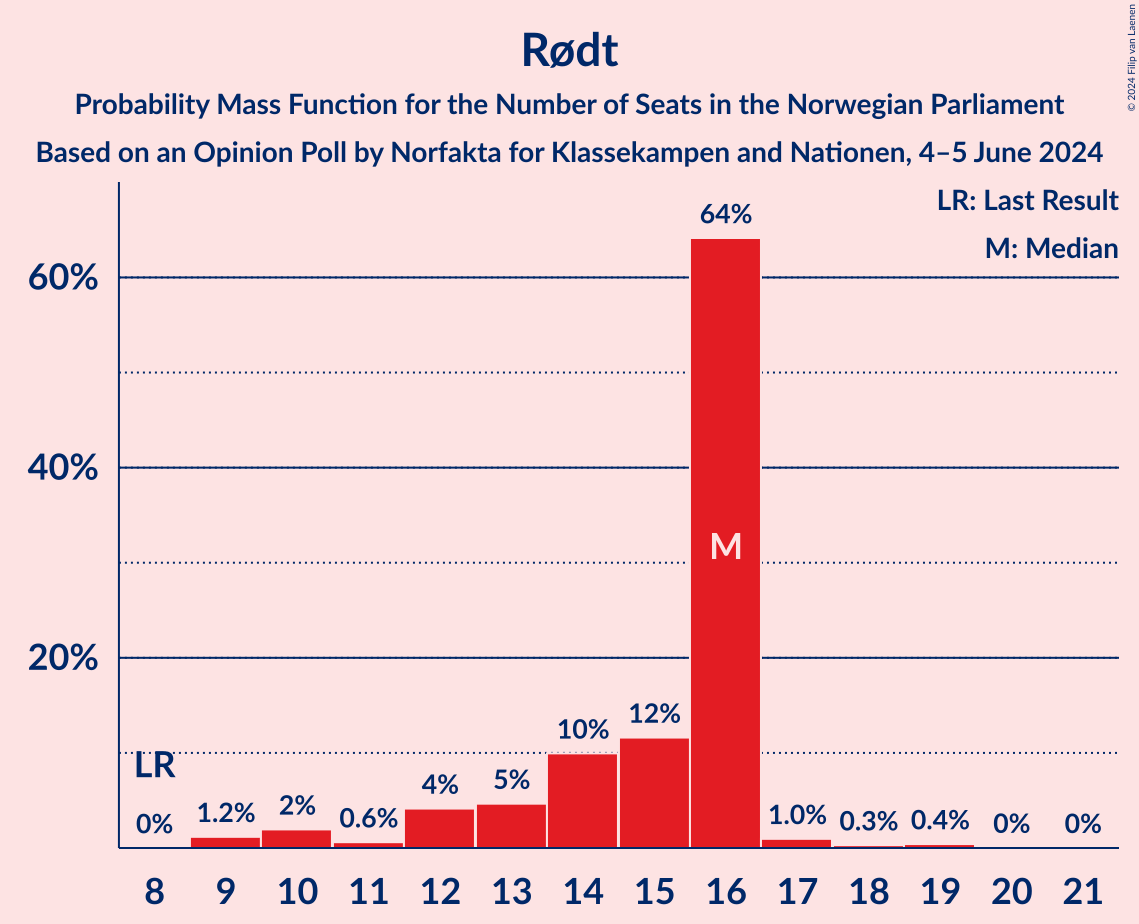 Rødt
Probability Mass Function for the Number of Seats in the Norwegian Parliament
Based on an Opinion Poll by Norfakta for Klassekampen and Nationen, 4–5 June 2024
© 2024 Filip van Laenen
LR: Last Result
M: Median
60%
40%
20%
LR
0%
1.2%
2%
0.6%
4%
5%
10%
12%
64%
M
1.0%
0.3%
0.4%
0%
0%
8 9 10 11 12 13 14 15 16 17 18 19 20 21